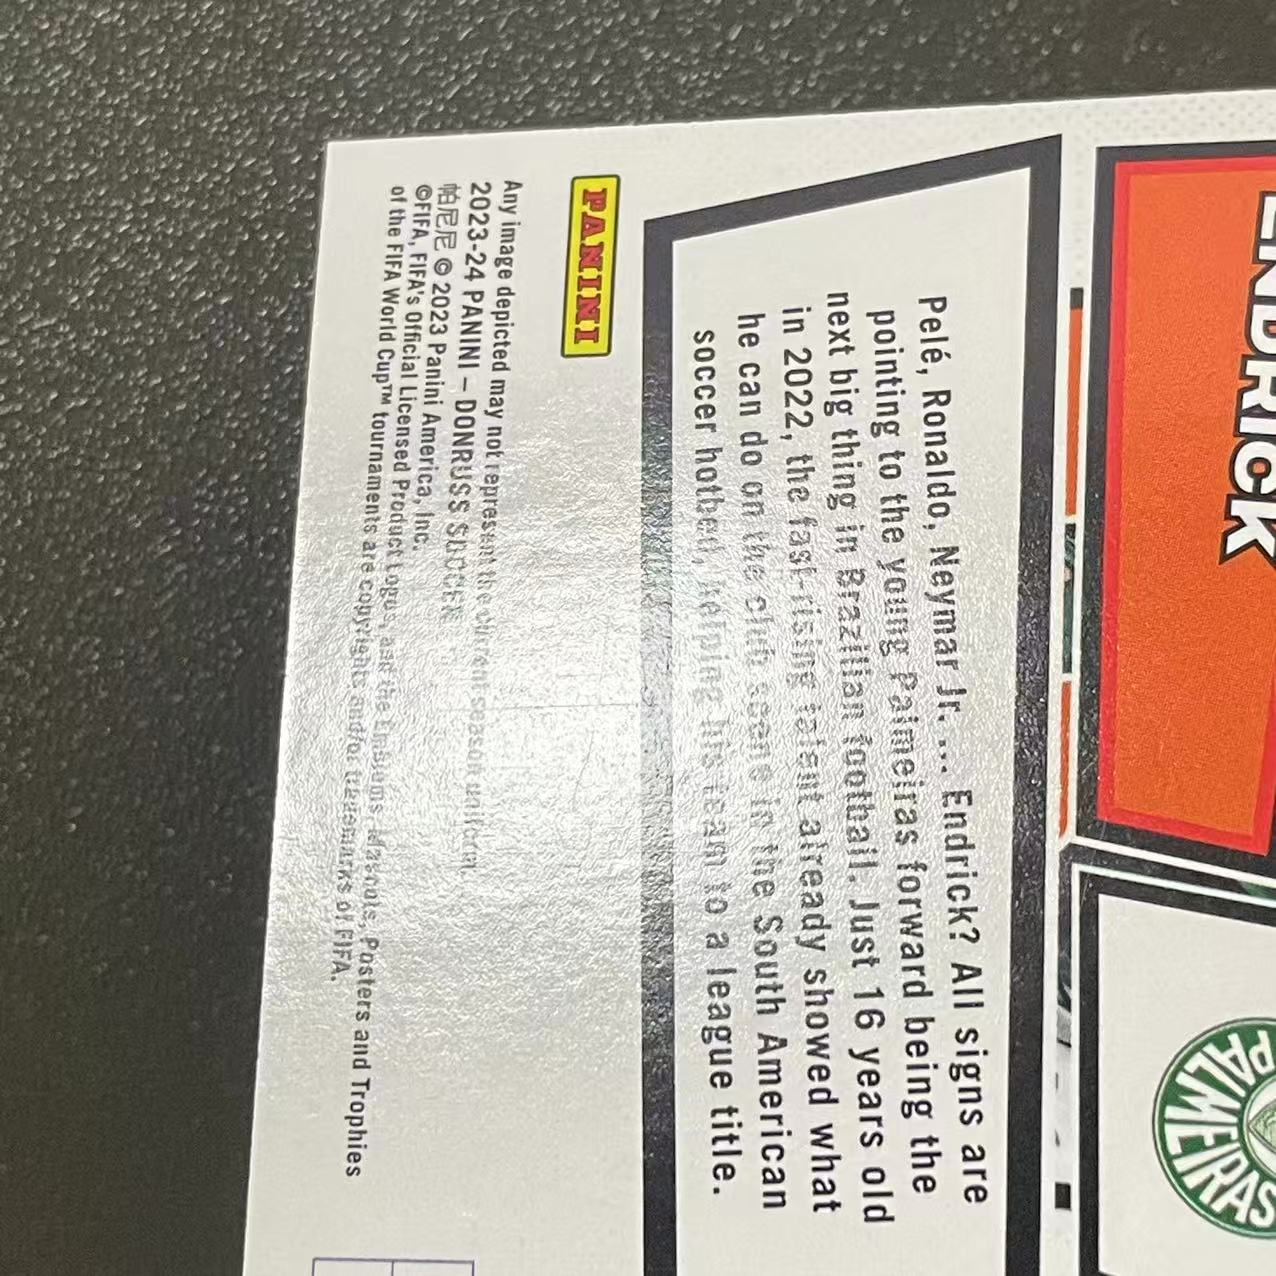 ENDRICK
PALMEIRAS
Pelé, Ronaldo, Neymar Jr. ... Endrick? All signs are
pointing to the young Palmeiras forward being the
next big thing in Brazilian football. Just 16 years old
in 2022, the fast-rising talent already showed what
he can do on the club scene in the South American
soccer hotbed, helping his team to a league title.
PANINI
Any image depicted may not represent the current season uniform.
2023-24 PANINI – DONRUSS SOCCER
帕尼尼 © 2023 Panini America, Inc.
©FIFA, FIFA's Official Licensed Product Logo, and the Emblems, Mascots, Posters and Trophies
of the FIFA World Cup™ tournaments are copyrights and/or trademarks of FIFA.